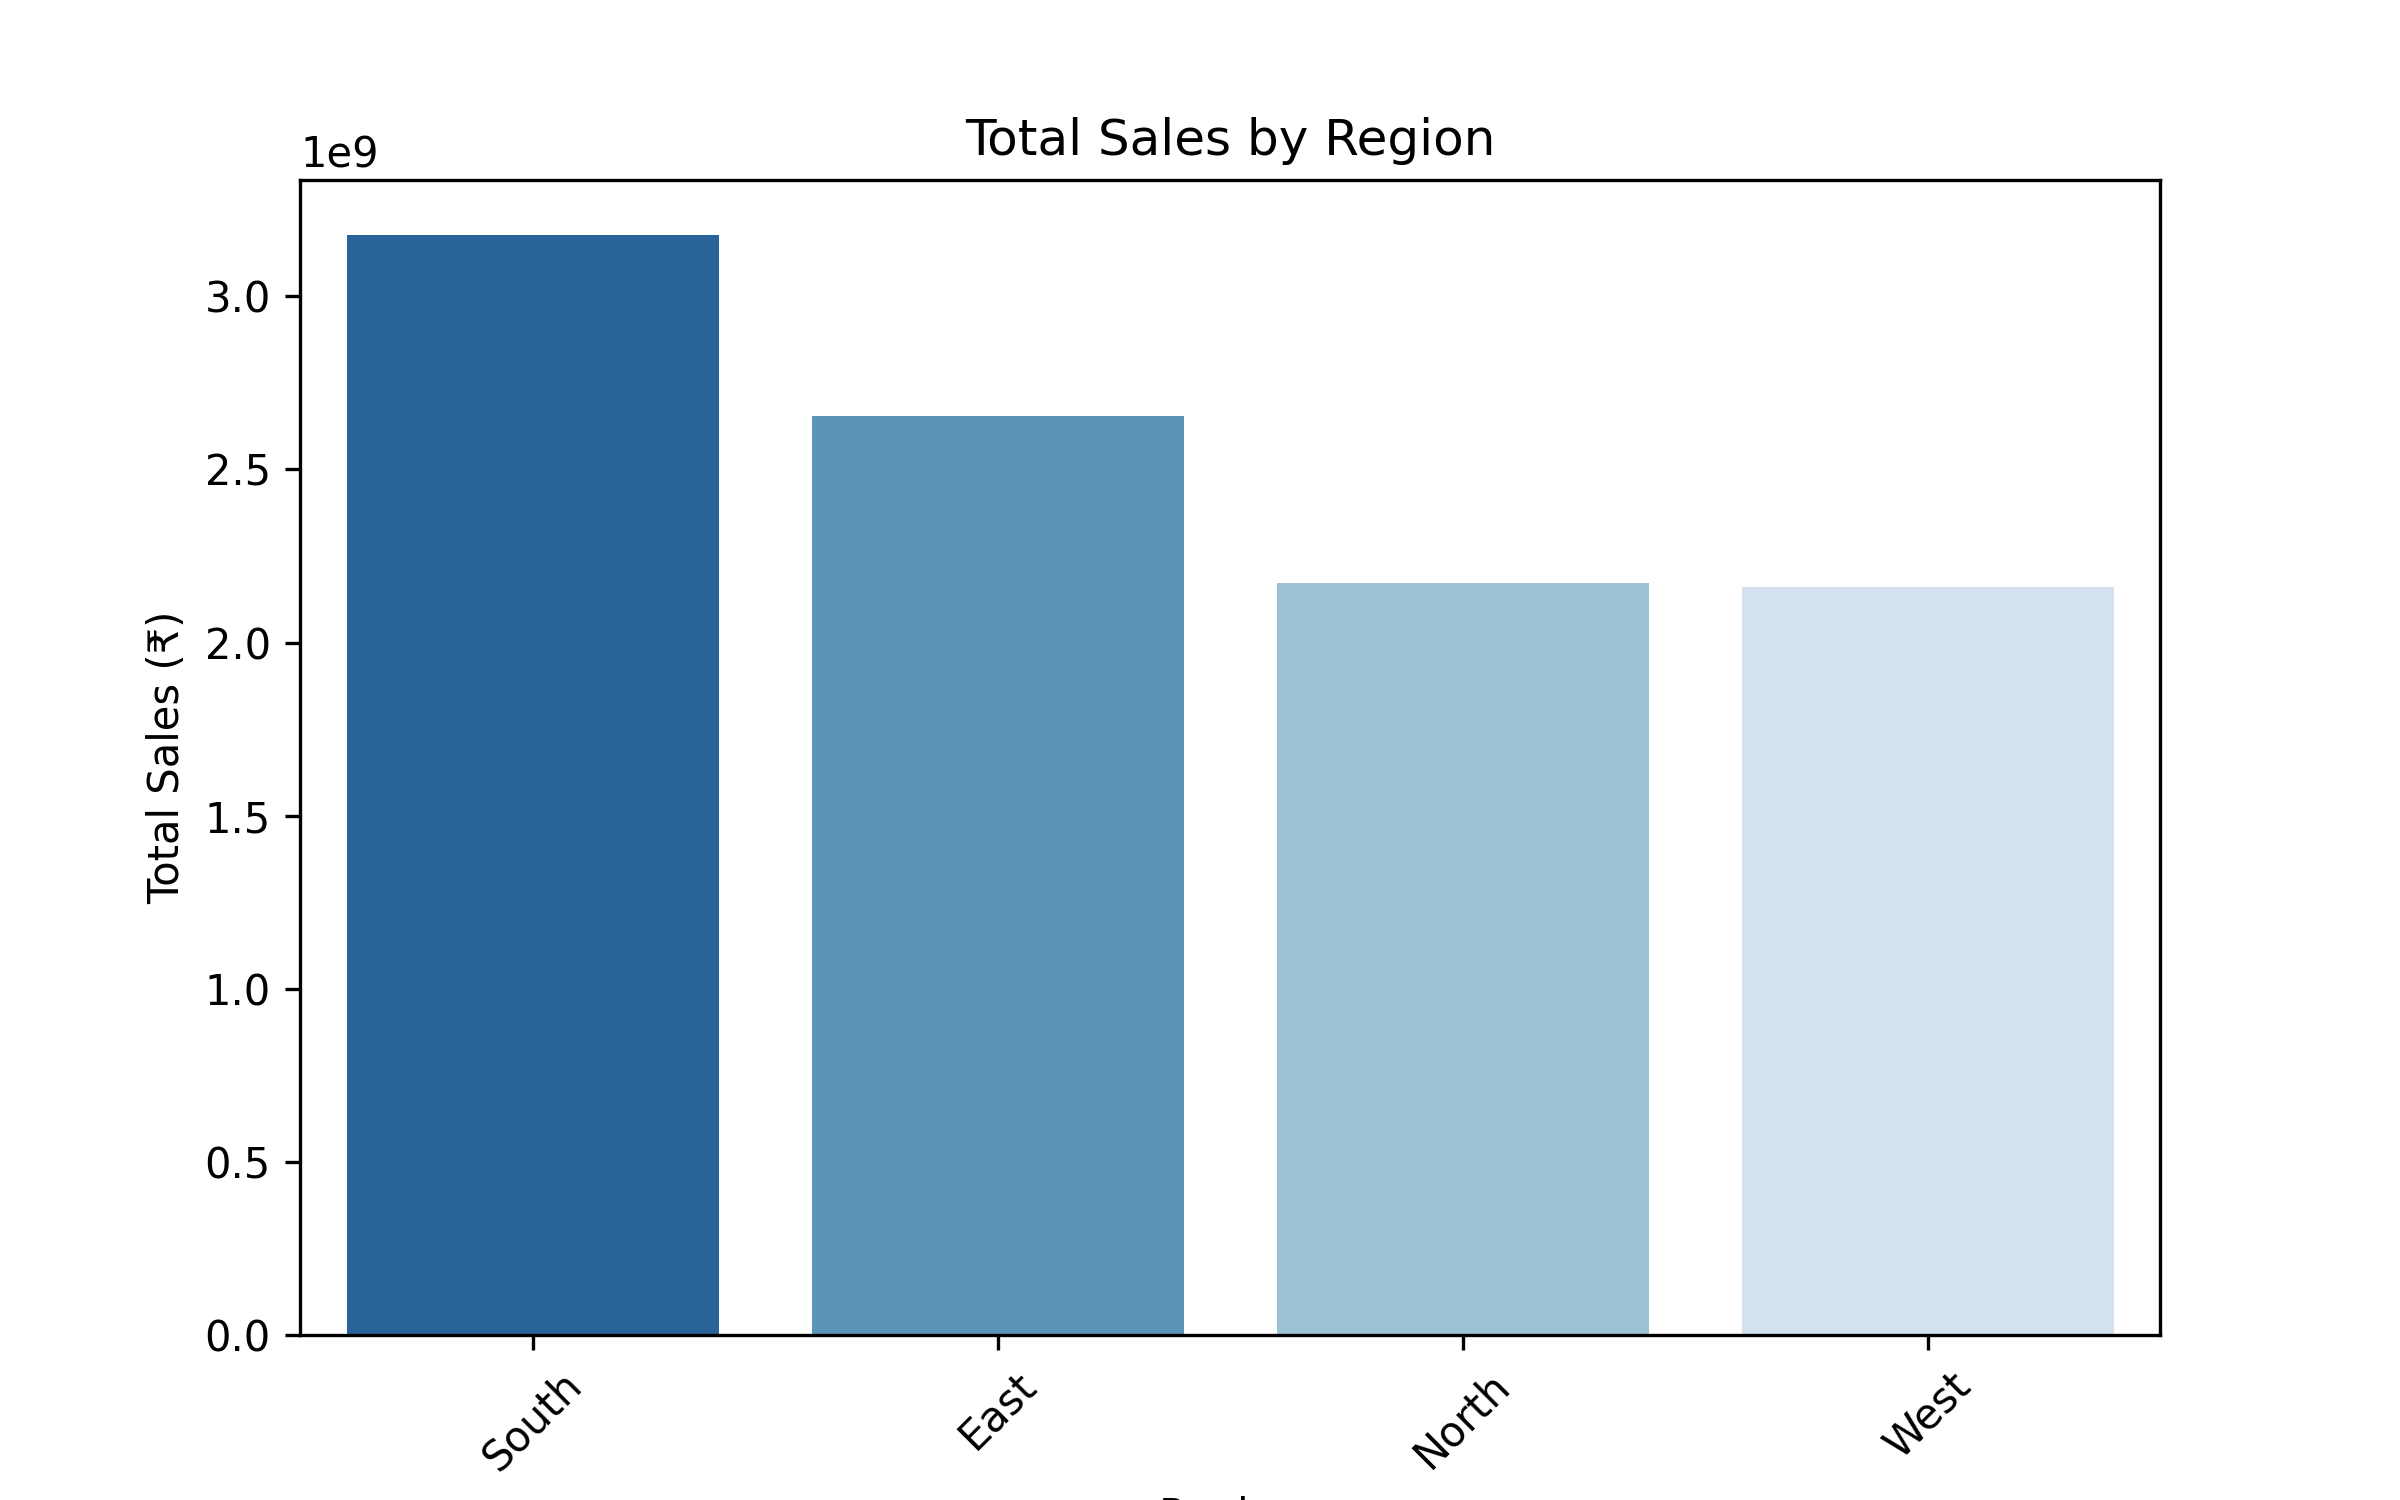 Total Sales by Region
1e9
3.0
2.5
2.0
1.5
1.0
0.5
0.0
Total Sales (₹)
South
East
North
West